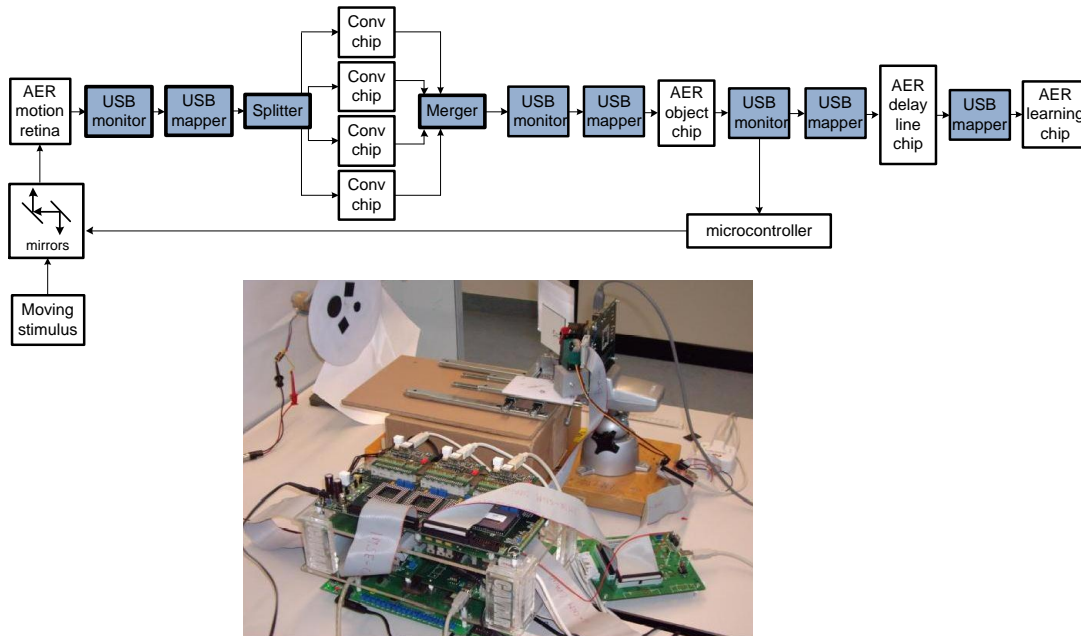 Conv
chip
Conv
chip
Conv
chip
Conv
chip
AER
motion
retina
USB
monitor
USB
mapper
Splitter
Merger
USB
monitor
USB
mapper
AER
object
chip
USB
monitor
USB
mapper
AER
delay
line
chip
USB
mapper
AER
learning
chip
mirrors
microcontroller
Moving
stimulus